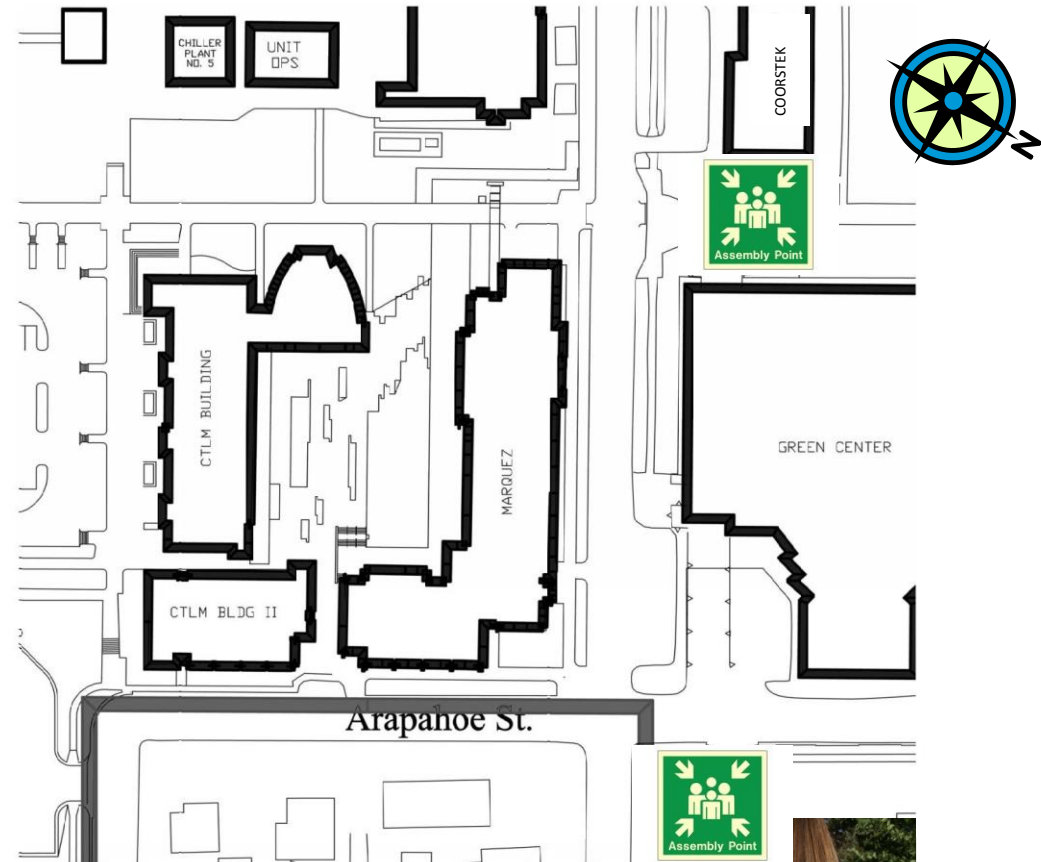 CHILLER
PLANT
NO. 5
UNIT
OPS
COORSTEK
N
Assembly Point
CTLM BUILDING
MARQUEZ
GREEN CENTER
CTLM BLDG II
Arapahoe St.
Assembly Point